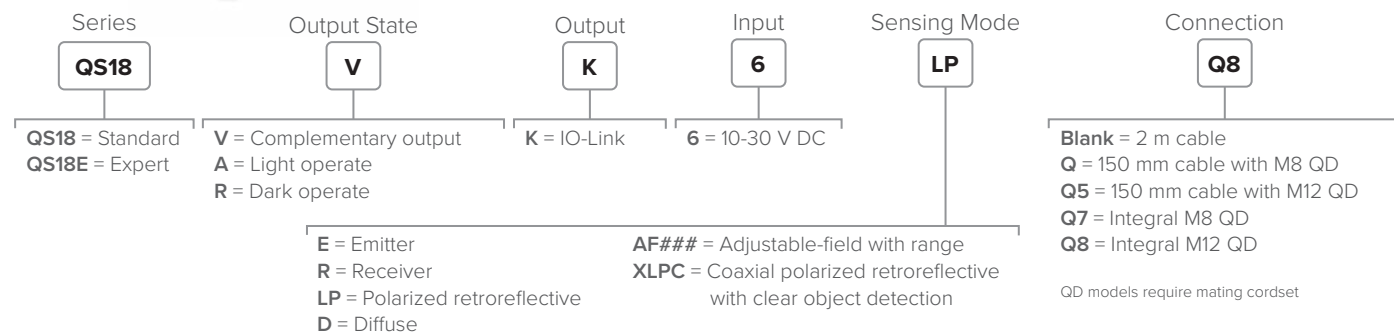 Series
Output State
Output
Input
Sensing Mode
Connection
QS18
V
K
6
LP
Q8
QS18 = Standard
QS18E = Expert
V = Complementary output
A = Light operate
R = Dark operate
K = IO-Link
6 = 10-30 V DC
Blank = 2 m cable
Q = 150 mm cable with M8 QD
Q5 = 150 mm cable with M12 QD
Q7 = Integral M8 QD
Q8 = Integral M12 QD
QD models require mating cordset
E = Emitter
R = Receiver
LP = Polarized retroreflective
D = Diffuse
AF### = Adjustable-field with range
XLPC = Coaxial polarized retroreflective
with clear object detection